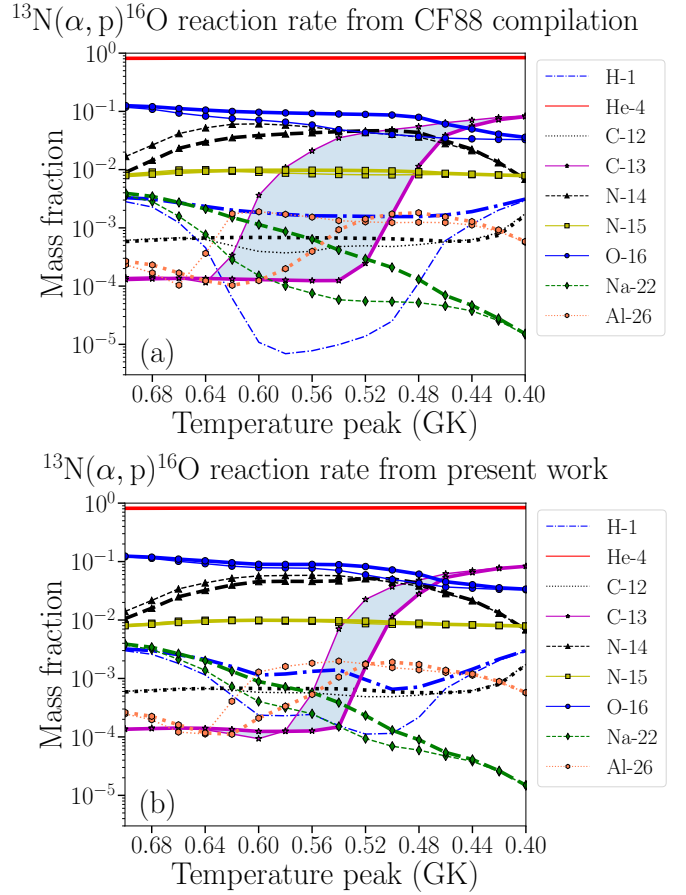 ¹³N(α, p)¹⁶O reaction rate from CF88 compilation
10⁰
10⁻¹
10⁻²
10⁻³
10⁻⁴
10⁻⁵
Mass fraction
(a)
0.68 0.64 0.60 0.56 0.52 0.48 0.44 0.40
Temperature peak (GK)
H-1
He-4
C-12
C-13
N-14
N-15
O-16
Na-22
Al-26
¹³N(α, p)¹⁶O reaction rate from present work
10⁰
10⁻¹
10⁻²
10⁻³
10⁻⁴
10⁻⁵
Mass fraction
(b)
0.68 0.64 0.60 0.56 0.52 0.48 0.44 0.40
Temperature peak (GK)
H-1
He-4
C-12
C-13
N-14
N-15
O-16
Na-22
Al-26